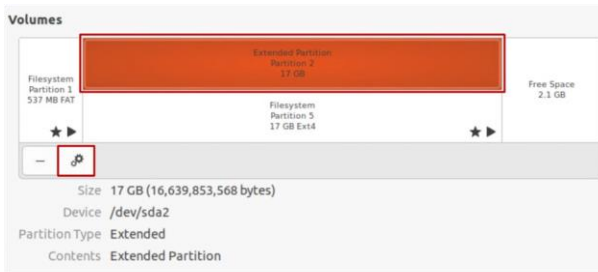 Volumes
Extended Partition
Partition 2
17 GB
Filesystem
Partition 1
537 MB FAT
Filesystem
Partition 5
17 GB Ext4
Free Space
2.1 GB
Size 17 GB (16,639,853,568 bytes)
Device /dev/sda2
Partition Type Extended
Contents Extended Partition